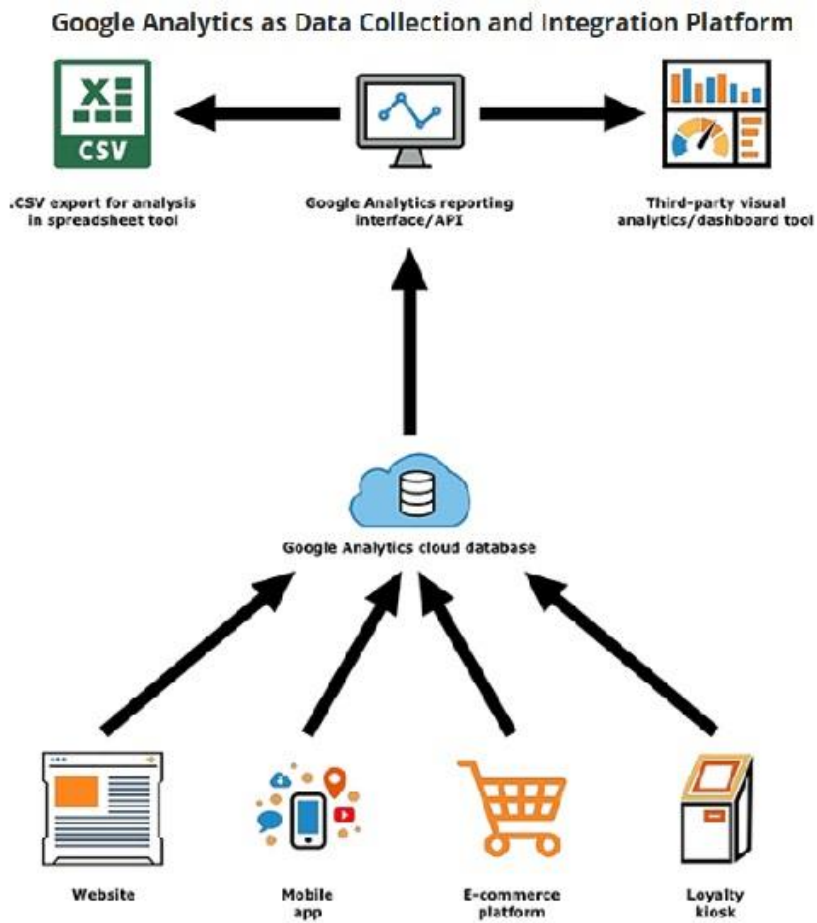 Google Analytics as Data Collection and Integration Platform
X
CSV
.CSV export for analysis
in spreadsheet tool
Google Analytics reporting
interface/API
Third-party visual
analytics/dashboard tool
Google Analytics cloud database
Website
Mobile
app
E-commerce
platform
Loyalty
kiosk